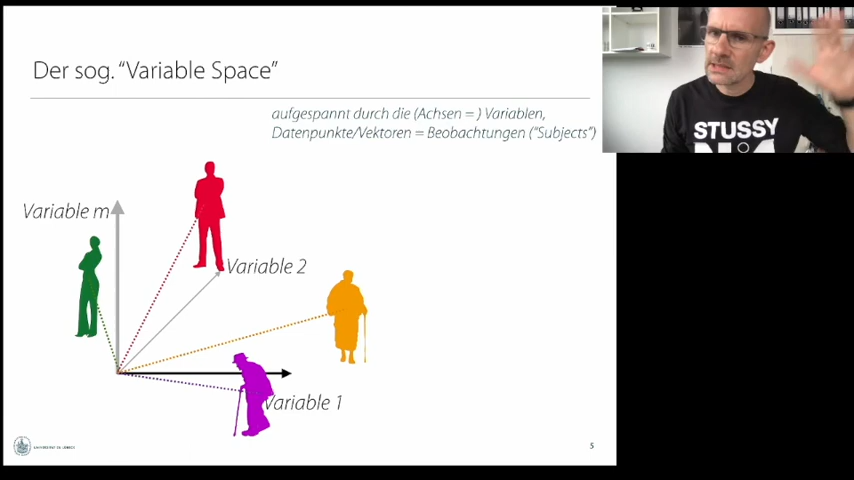 Der sog. “Variable Space”
aufgespannt durch die (Achsen = ) Variablen,
Datenpunkte/Vektoren = Beobachtungen (“Subjects”)
Variable m
Variable 2
Variable 1
5
STUSSY